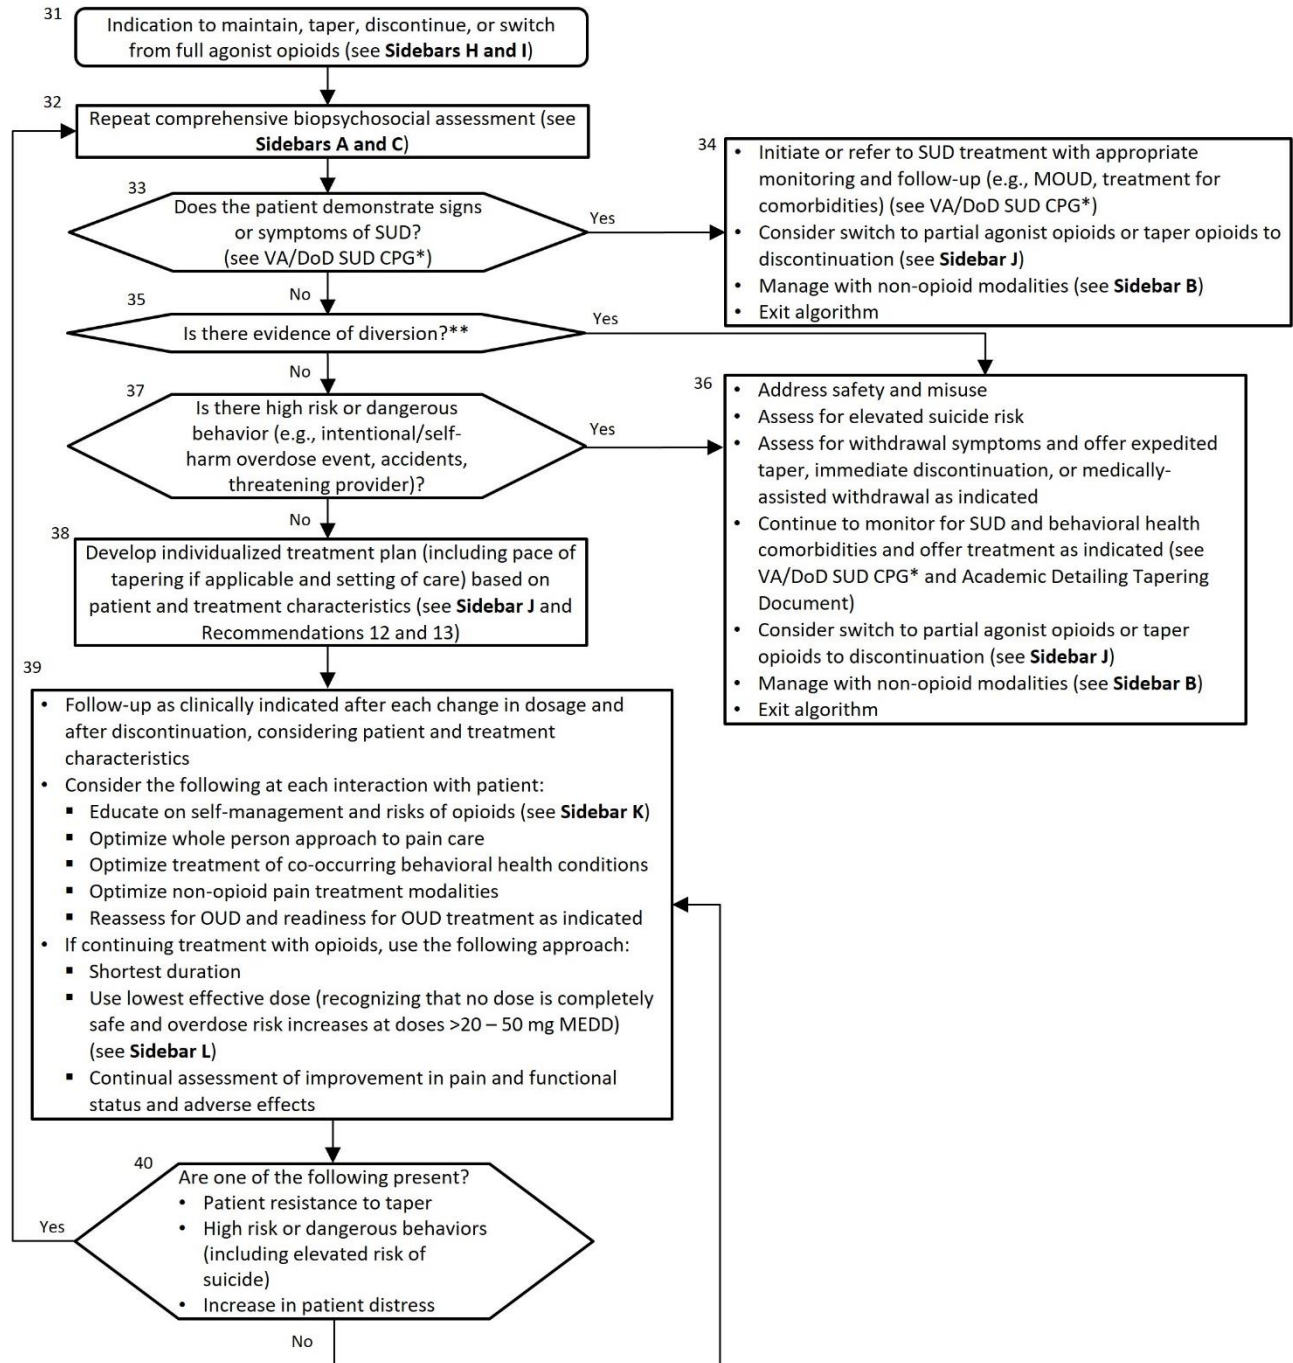 31
Indication to maintain, taper, discontinue, or switch
from full agonist opioids (see Sidebars H and I)
32
Repeat comprehensive biopsychosocial assessment (see
Sidebars A and C)
33
Does the patient demonstrate signs
or symptoms of SUD?
(see VA/DoD SUD CPG*)
Yes
No
34
• Initiate or refer to SUD treatment with appropriate
monitoring and follow-up (e.g., MOUD, treatment for
comorbidities) (see VA/DoD SUD CPG*)
• Consider switch to partial agonist opioids or taper opioids to
discontinuation (see Sidebar J)
• Manage with non-opioid modalities (see Sidebar B)
• Exit algorithm
35
Is there evidence of diversion?**
Yes
No
36
• Address safety and misuse
• Assess for elevated suicide risk
• Assess for withdrawal symptoms and offer expedited
taper, immediate discontinuation, or medically-
assisted withdrawal as indicated
• Continue to monitor for SUD and behavioral health
comorbidities and offer treatment as indicated (see
VA/DoD SUD CPG* and Academic Detailing Tapering
Document)
• Consider switch to partial agonist opioids or taper
opioids to discontinuation (see Sidebar J)
• Manage with non-opioid modalities (see Sidebar B)
• Exit algorithm
37
Is there high risk or dangerous
behavior (e.g., intentional/self-
harm overdose event, accidents,
threatening provider)?
Yes
No
38
Develop individualized treatment plan (including pace of
tapering if applicable and setting of care) based on
patient and treatment characteristics (see Sidebar J and
Recommendations 12 and 13)
39
• Follow-up as clinically indicated after each change in dosage and
after discontinuation, considering patient and treatment
characteristics
• Consider the following at each interaction with patient:
▪ Educate on self-management and risks of opioids (see Sidebar K)
▪ Optimize whole person approach to pain care
▪ Optimize treatment of co-occurring behavioral health conditions
▪ Optimize non-opioid pain treatment modalities
▪ Reassess for OUD and readiness for OUD treatment as indicated
• If continuing treatment with opioids, use the following approach:
▪ Shortest duration
▪ Use lowest effective dose (recognizing that no dose is completely
safe and overdose risk increases at doses >20 – 50 mg MEDD)
(see Sidebar L)
▪ Continual assessment of improvement in pain and functional
status and adverse effects
40
Are one of the following present?
• Patient resistance to taper
• High risk or dangerous behaviors
(including elevated risk of
suicide)
• Increase in patient distress
Yes
No